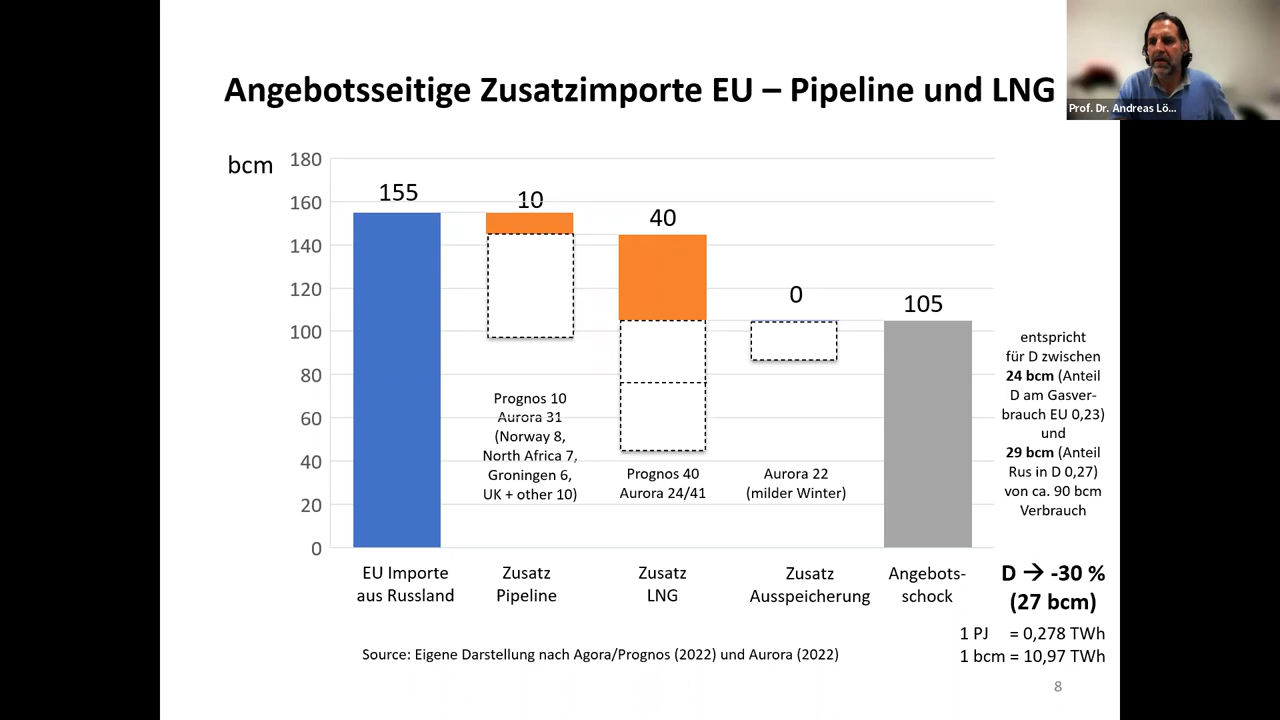 Angebotsseitige Zusatzimporte EU – Pipeline und LNG
Prof. Dr. Andreas Lö...
bcm
180
160
140
120
100
80
60
40
20
0
155
10
40
0
105
Prognos 10
Aurora 31
(Norway 8,
North Africa 7,
Groningen 6,
UK + other 10)
Prognos 40
Aurora 24/41
Aurora 22
(milder Winter)
entspricht
für D zwischen
24 bcm (Anteil
D am Gasver-
brauch EU 0,23)
und
29 bcm (Anteil
Rus in D 0,27)
von ca. 90 bcm
Verbrauch
EU Importe
aus Russland
Zusatz
Pipeline
Zusatz
LNG
Zusatz
Ausspeicherung
Angebots-
schock
D → -30 %
(27 bcm)
1 PJ = 0,278 TWh
1 bcm = 10,97 TWh
Source: Eigene Darstellung nach Agora/Prognos (2022) und Aurora (2022)
8